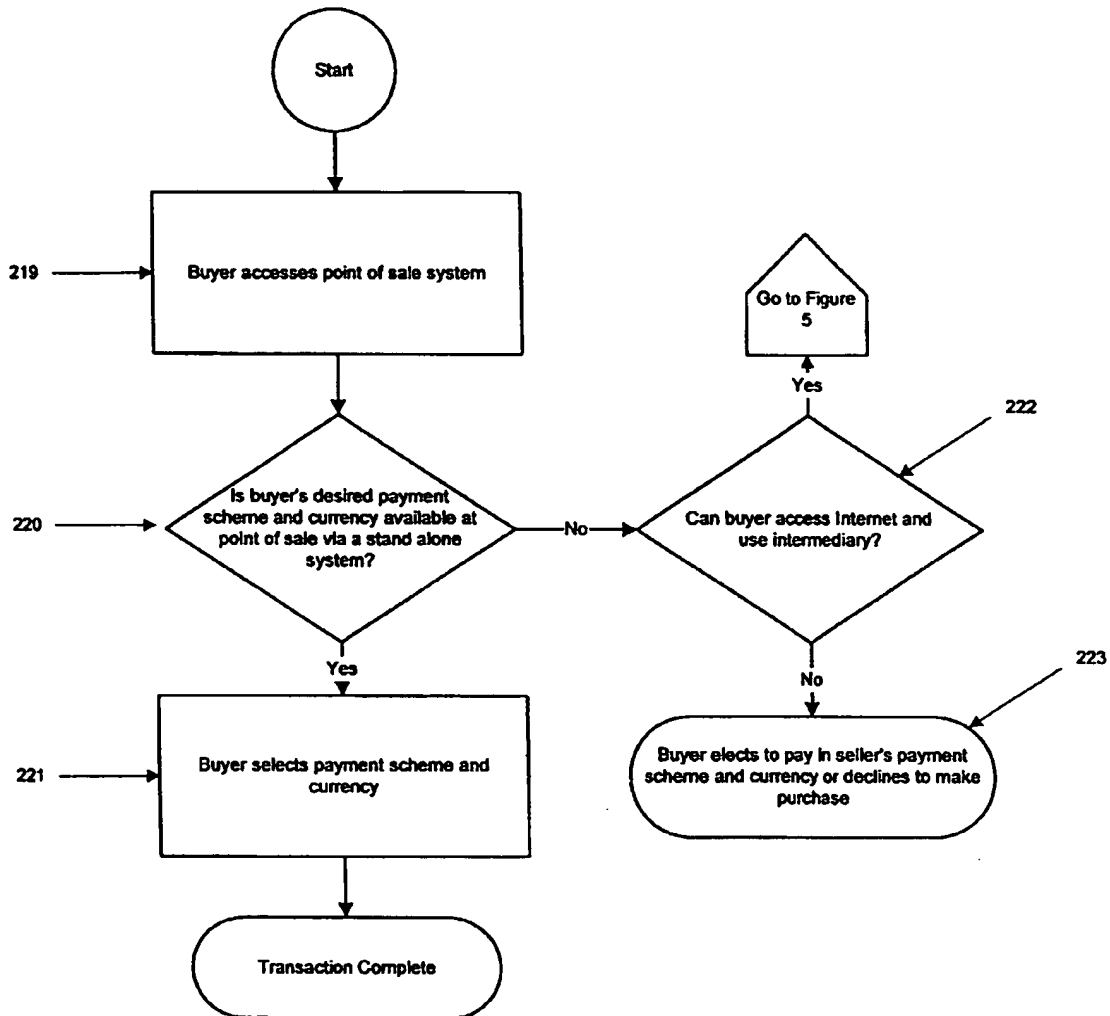 Start
219
Buyer accesses point of sale system
Go to Figure
5
Yes
222
220
Is buyer's desired payment
scheme and currency available at
point of sale via a stand alone
system?
No
Can buyer access Internet and
use intermediary?
Yes
No
223
221
Buyer selects payment scheme and
currency
Buyer elects to pay in seller's payment
scheme and currency or declines to make
purchase
Transaction Complete